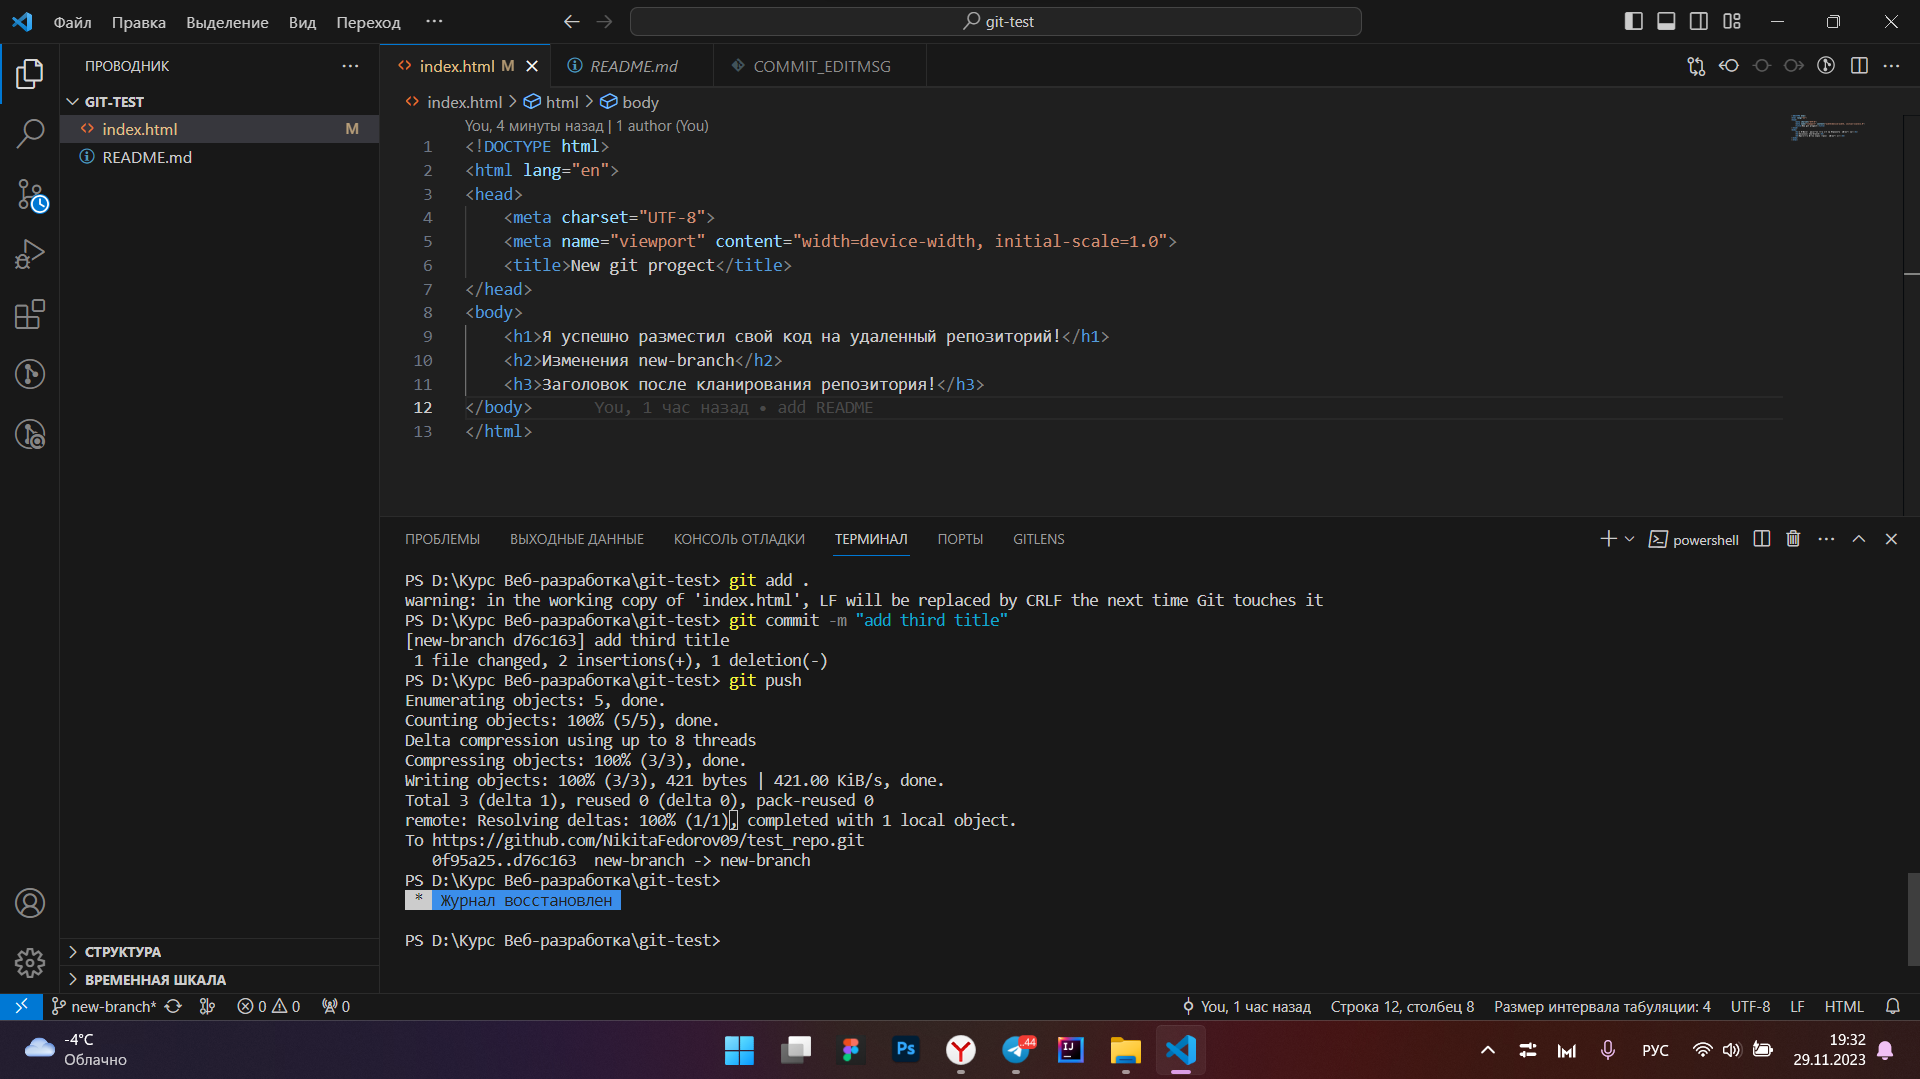 Файл Правка Выделение Вид Переход ··· git-test
ПРОВОДНИК ···
index.html M README.md COMMIT_EDITMSG
GIT-TEST
index.html M
README.md
index.html > html > body
You, 4 минуты назад | 1 author (You)
1 <!DOCTYPE html>
2 <html lang="en">
3 <head>
4 <meta charset="UTF-8">
5 <meta name="viewport" content="width=device-width, initial-scale=1.0">
6 <title>New git progect</title>
7 </head>
8 <body>
9 <h1>Я успешно разместил свой код на удаленный репозиторий!</h1>
10 <h2>Изменения new-branch</h2>
11 <h3>Заголовок после кланирования репозитория!</h3>
12 </body> You, 1 час назад • add README
13 </html>
ПРОБЛЕМЫ ВЫХОДНЫЕ ДАННЫЕ КОНСОЛЬ ОТЛАДКИ ТЕРМИНАЛ ПОРТЫ GITLENS powershell
PS D:\Курс Веб-разработка\git-test> git add .
warning: in the working copy of 'index.html', LF will be replaced by CRLF the next time Git touches it
PS D:\Курс Веб-разработка\git-test> git commit -m "add third title"
[new-branch d76c163] add third title
1 file changed, 2 insertions(+), 1 deletion(-)
PS D:\Курс Веб-разработка\git-test> git push
Enumerating objects: 5, done.
Counting objects: 100% (5/5), done.
Delta compression using up to 8 threads
Compressing objects: 100% (3/3), done.
Writing objects: 100% (3/3), 421 bytes | 421.00 KiB/s, done.
Total 3 (delta 1), reused 0 (delta 0), pack-reused 0
remote: Resolving deltas: 100% (1/1), completed with 1 local object.
To https://github.com/NikitaFedorov09/test_repo.git
0f95a25..d76c163 new-branch -> new-branch
PS D:\Курс Веб-разработка\git-test>
* Журнал восстановлен
PS D:\Курс Веб-разработка\git-test>
СТРУКТУРА
ВРЕМЕННАЯ ШКАЛА
new-branch* 0 0 0 You, 1 час назад Строка 12, столбец 8 Размер интервала табуляции: 4 UTF-8 LF HTML
-4°C
Облачно
Ps 44 IJ РУС
19:32
29.11.2023